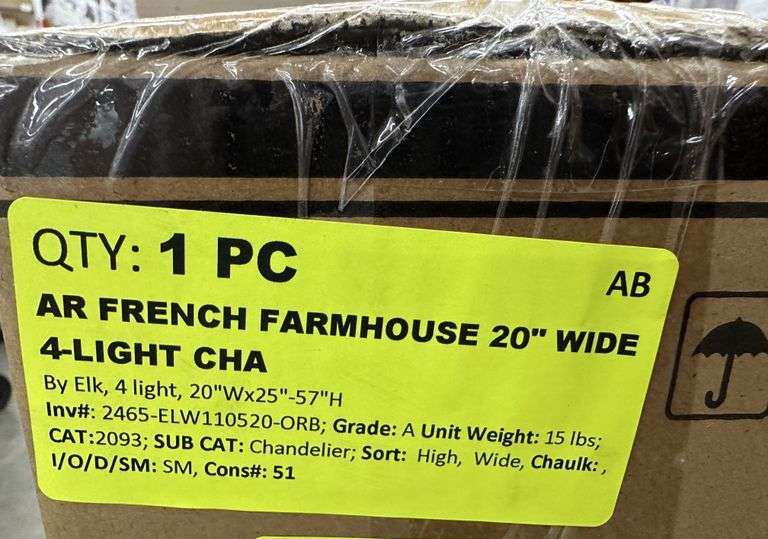 QTY: 1 PC
AB
AR FRENCH FARMHOUSE 20" WIDE
4-LIGHT CHA
By Elk, 4 light, 20"Wx25"-57"H
Inv#: 2465-ELW110520-ORB; Grade: A Unit Weight: 15 lbs;
CAT:2093; SUB CAT: Chandelier; Sort: High, Wide, Chaulk: ,
I/O/D/SM: SM, Cons#: 51